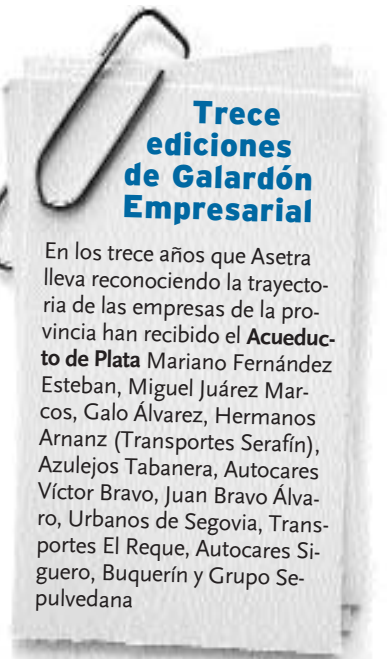 Trece
ediciones
de Galardón
Empresarial
En los trece años que Asetra
lleva reconociendo la trayecto-
ria de las empresas de la pro-
vincia han recibido el Acueduc-
to de Plata Mariano Fernández
Esteban, Miguel Juárez Mar-
cos, Galo Álvarez, Hermanos
Arnanz (Transportes Serafín),
Azulejos Tabanera, Autocares
Víctor Bravo, Juan Bravo Álva-
ro, Urbanos de Segovia, Trans-
portes El Reque, Autocares Si-
guero, Buquerín y Grupo Se-
pulvedana